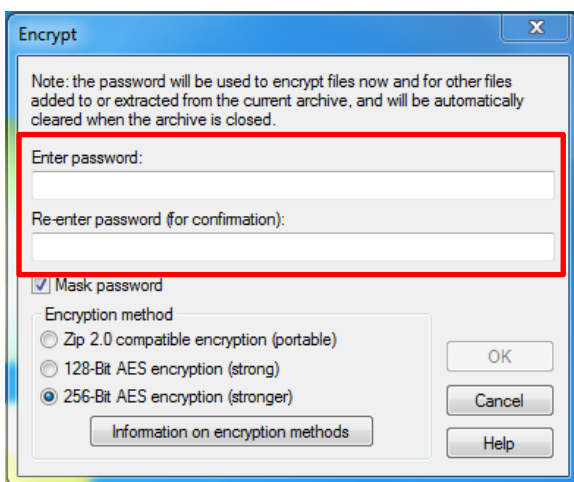 Encrypt
Note: the password will be used to encrypt files now and for other files
added to or extracted from the current archive, and will be automatically
cleared when the archive is closed.
Enter password:
Re-enter password (for confirmation):
Mask password
Encryption method
Zip 2.0 compatible encryption (portable)
128-Bit AES encryption (strong)
256-Bit AES encryption (stronger)
Information on encryption methods
OK
Cancel
Help